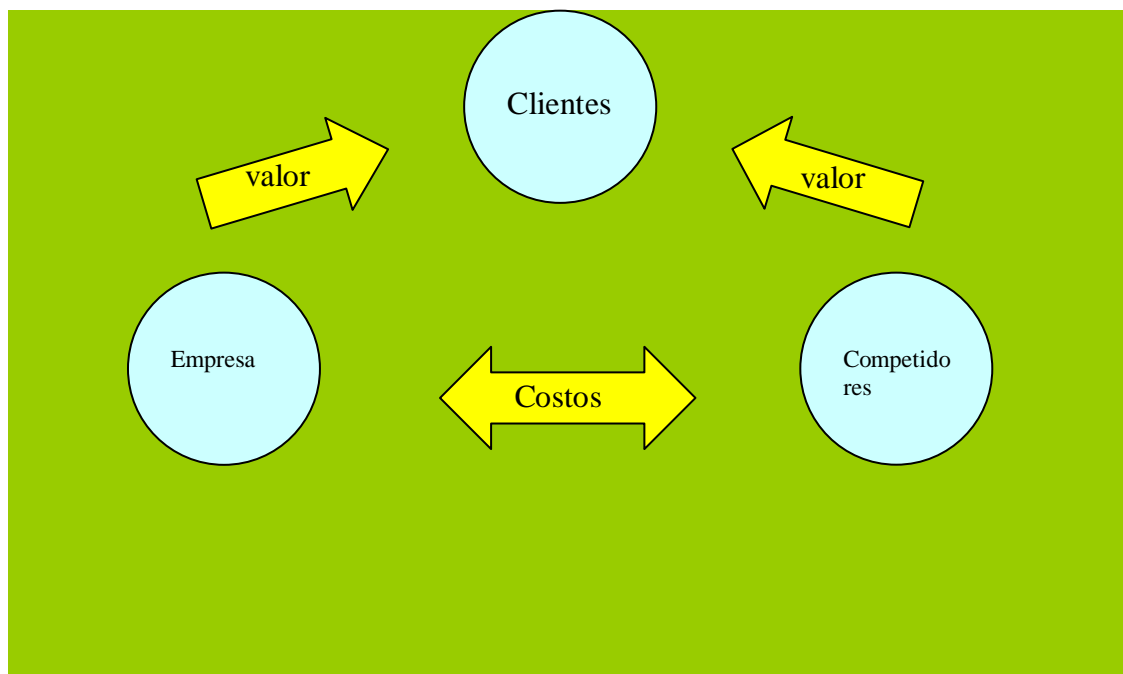 Clientes
valor
valor
Empresa
Competido
res
Costos